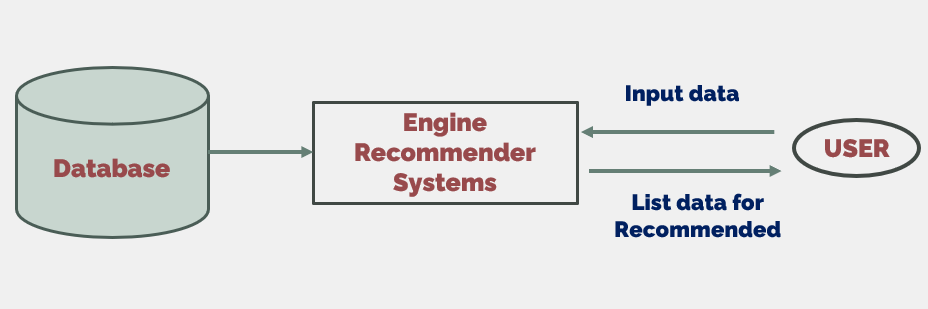 Database
Engine
Recommender
Systems
Input data
List data for
Recommended
USER